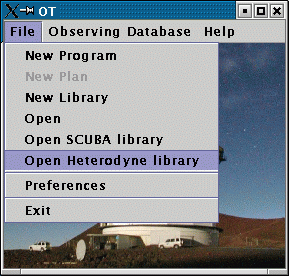 OT
File Observing Database Help
New Program
New Plan
New Library
Open
Open SCUBA library
Open Heterodyne library
Preferences
Exit